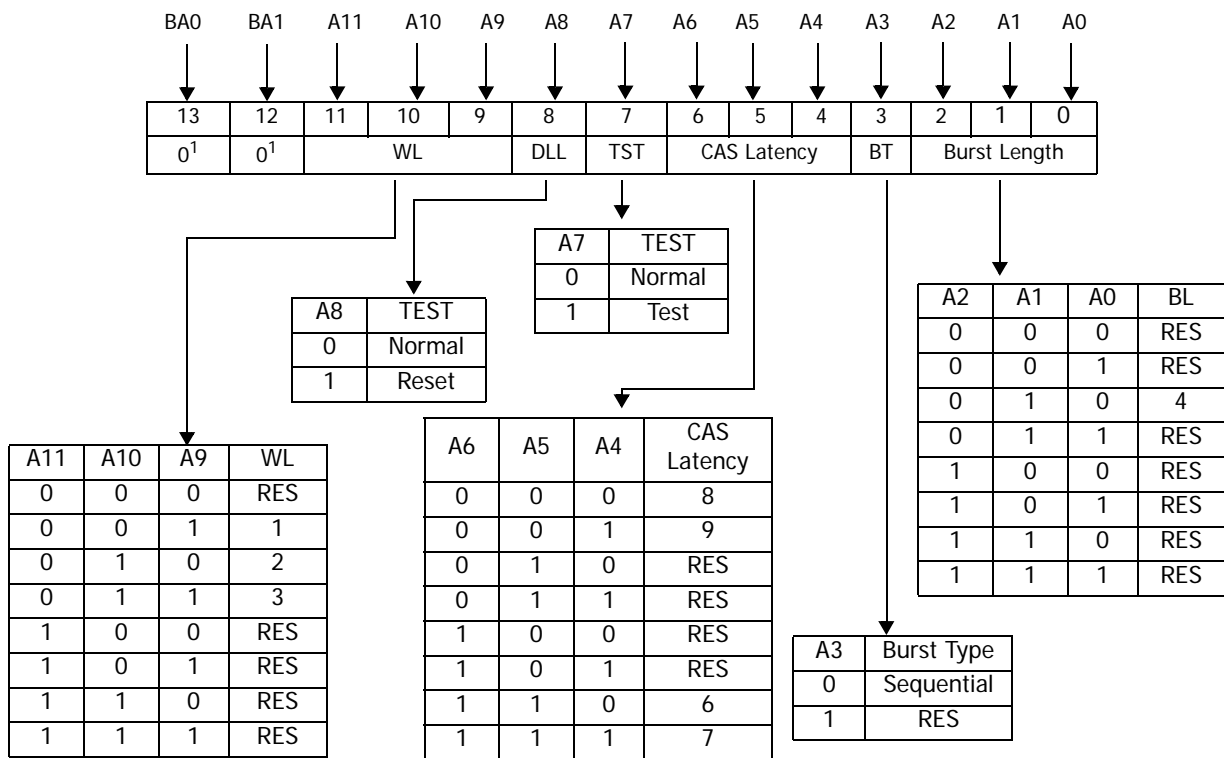 BA0 BA1 A11 A10 A9 A8 A7 A6 A5 A4 A3 A2 A1 A0
13 12 11 10 9 8 7 6 5 4 3 2 1 0
0¹ 0¹ WL DLL TST CAS Latency BT Burst Length
A7 TEST
0 Normal
1 Test
A8 TEST
0 Normal
1 Reset
A2 A1 A0 BL
0 0 0 RES
0 0 1 RES
0 1 0 4
0 1 1 RES
1 0 0 RES
1 0 1 RES
1 1 0 RES
1 1 1 RES
A11 A10 A9 WL
0 0 0 RES
0 0 1 1
0 1 0 2
0 1 1 3
1 0 0 RES
1 0 1 RES
1 1 0 RES
1 1 1 RES
A6 A5 A4 CAS
Latency
0 0 0 8
0 0 1 9
0 1 0 RES
0 1 1 RES
1 0 0 RES
1 0 1 RES
1 1 0 6
1 1 1 7
A3 Burst Type
0 Sequential
1 RES